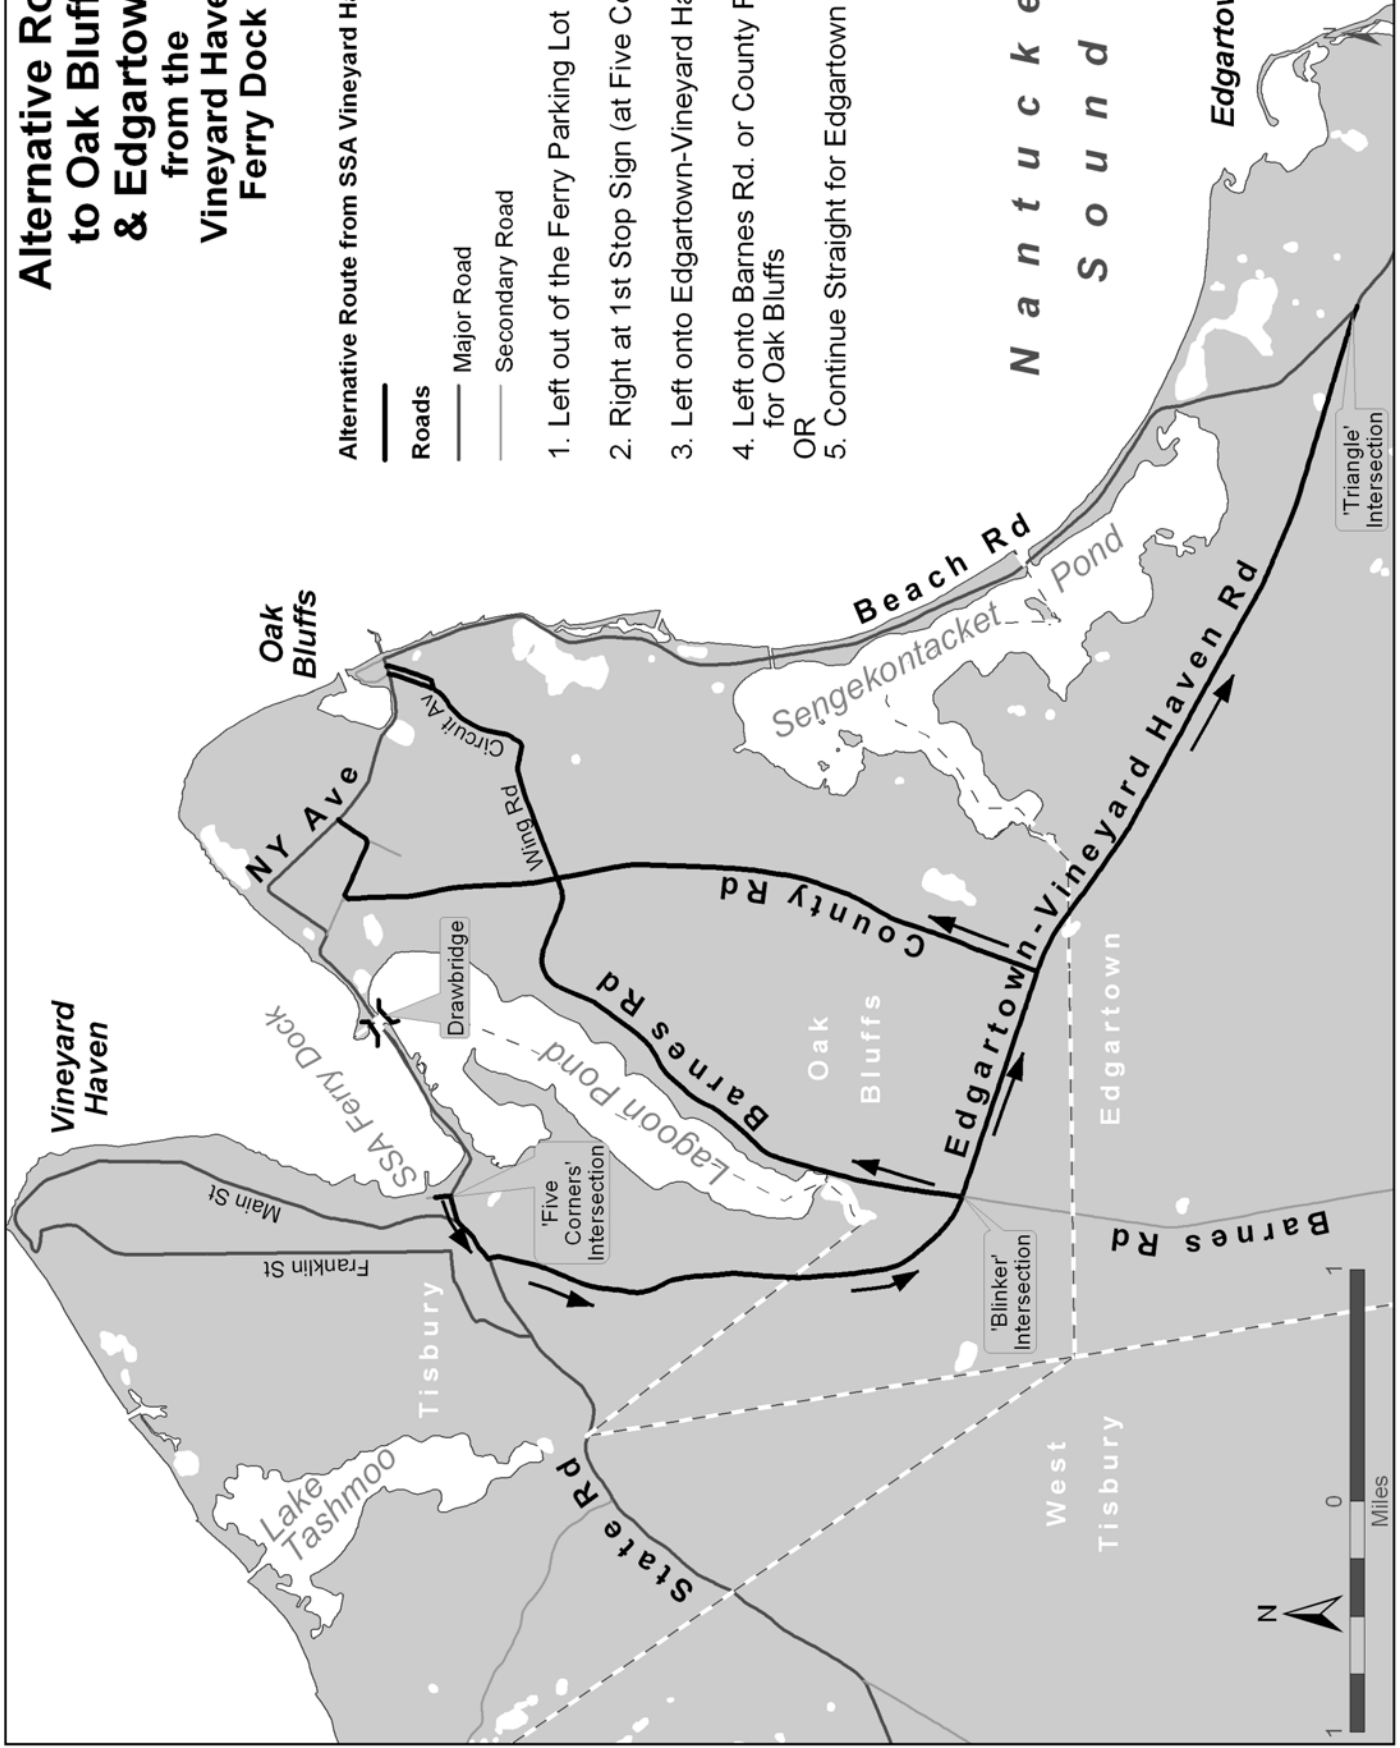 Alternative Ro
to Oak Bluff
& Edgartow
from the
Vineyard Have
Ferry Dock
Alternative Route from SSA Vineyard Ha
Roads
Major Road
Secondary Road
1. Left out of the Ferry Parking Lot
2. Right at 1st Stop Sign (at Five Co
3. Left onto Edgartown-Vineyard Ha
4. Left onto Barnes Rd. or County R
for Oak Bluffs
OR
5. Continue Straight for Edgartown
Vineyard
Haven
Oak
Bluffs
Edgartow
Nantucke
Sound
SSA Ferry Dock
Drawbridge
NY Ave
Circuit Av
Wing Rd
County Rd
Barnes Rd
Beach Rd
Sengekontacket
Pond
Lagoon Pond
Main St
Franklin St
'Five
Corners'
Intersection
Tisbury
Lake
Tashmoo
State Rd
Oak
Bluffs
Edgartown-Vineyard Haven Rd
Edgartown
'Blinker'
Intersection
'Triangle'
Intersection
Barnes Rd
West
Tisbury
N
1
0
1
Miles